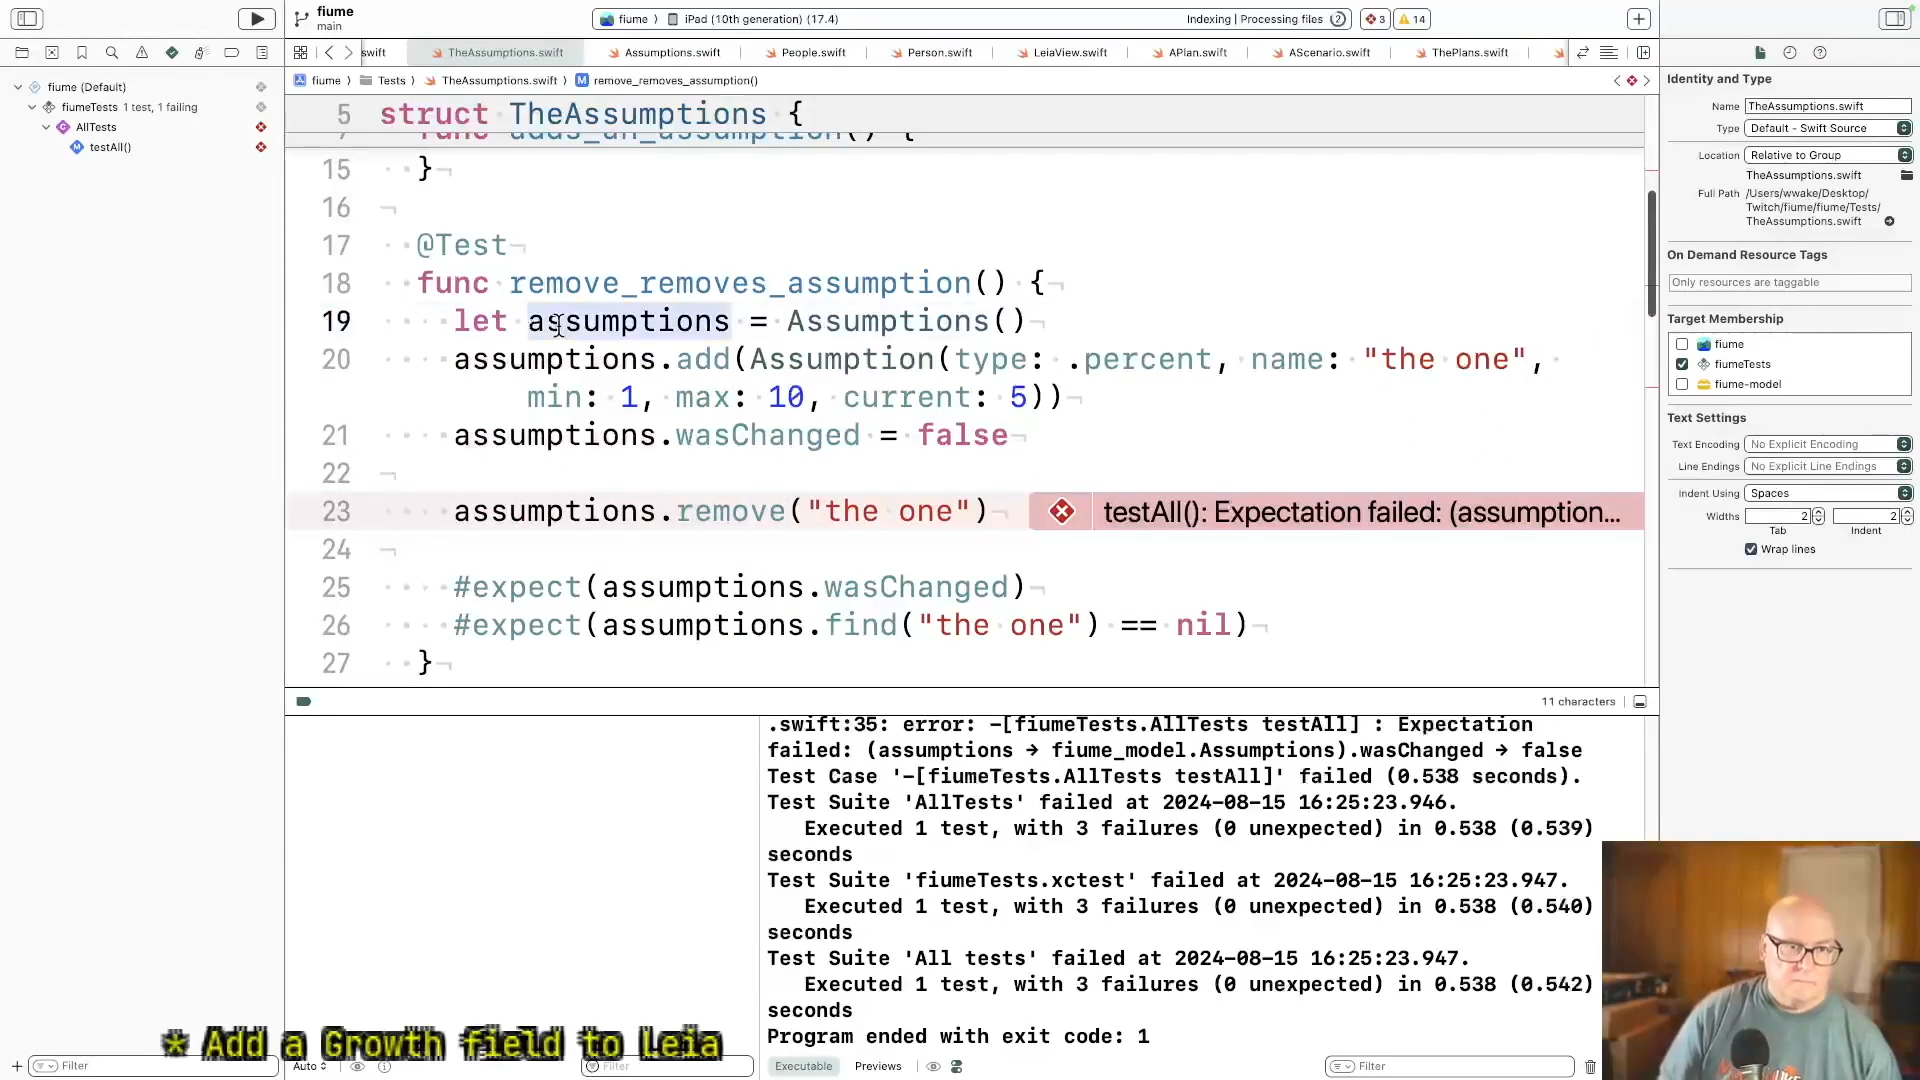 fiume
main
fiume 〉 iPad (10th generation) (17.4)
Indexing | Processing files 2
3
14
swift
TheAssumptions.swift
Assumptions.swift
People.swift
Person.swift
LeiaView.swift
APlan.swift
AScenario.swift
ThePlans.swift
fiume 〉 Tests 〉 TheAssumptions.swift 〉 M remove_removes_assumption()
fiume (Default)
fiumeTests 1 test, 1 failing
C AllTests
M testAll()
5 struct TheAssumptions {
7 func adds_an_assumption() {
15 }
16
17 @Test
18 func remove_removes_assumption() {
19 let assumptions = Assumptions()
20 assumptions.add(Assumption(type: .percent, name: "the one",
min: 1, max: 10, current: 5))
21 assumptions.wasChanged = false
22
23 assumptions.remove("the one")
testAll(): Expectation failed: (assumption...
24
25 #expect(assumptions.wasChanged)
26 #expect(assumptions.find("the one") == nil)
27 }
11 characters
.swift:35: error: -[fiumeTests.AllTests testAll] : Expectation
failed: (assumptions → fiume_model.Assumptions).wasChanged → false
Test Case '-[fiumeTests.AllTests testAll]' failed (0.538 seconds).
Test Suite 'AllTests' failed at 2024-08-15 16:25:23.946.
Executed 1 test, with 3 failures (0 unexpected) in 0.538 (0.539)
seconds
Test Suite 'fiumeTests.xctest' failed at 2024-08-15 16:25:23.947.
Executed 1 test, with 3 failures (0 unexpected) in 0.538 (0.540)
seconds
Test Suite 'All tests' failed at 2024-08-15 16:25:23.947.
Executed 1 test, with 3 failures (0 unexpected) in 0.538 (0.542)
seconds
Program ended with exit code: 1
* Add a Growth field to Leia
Filter
Auto
Filter
Executable
Previews
Filter
Identity and Type
Name TheAssumptions.swift
Type Default - Swift Source
Location Relative to Group
TheAssumptions.swift
Full Path /Users/wwake/Desktop/
Twitch/fiume/fiume/Tests/
TheAssumptions.swift
On Demand Resource Tags
Only resources are taggable
Target Membership
fiume
fiumeTests
fiume-model
Text Settings
Text Encoding No Explicit Encoding
Line Endings No Explicit Line Endings
Indent Using Spaces
Widths 2 2
Tab Indent
Wrap lines